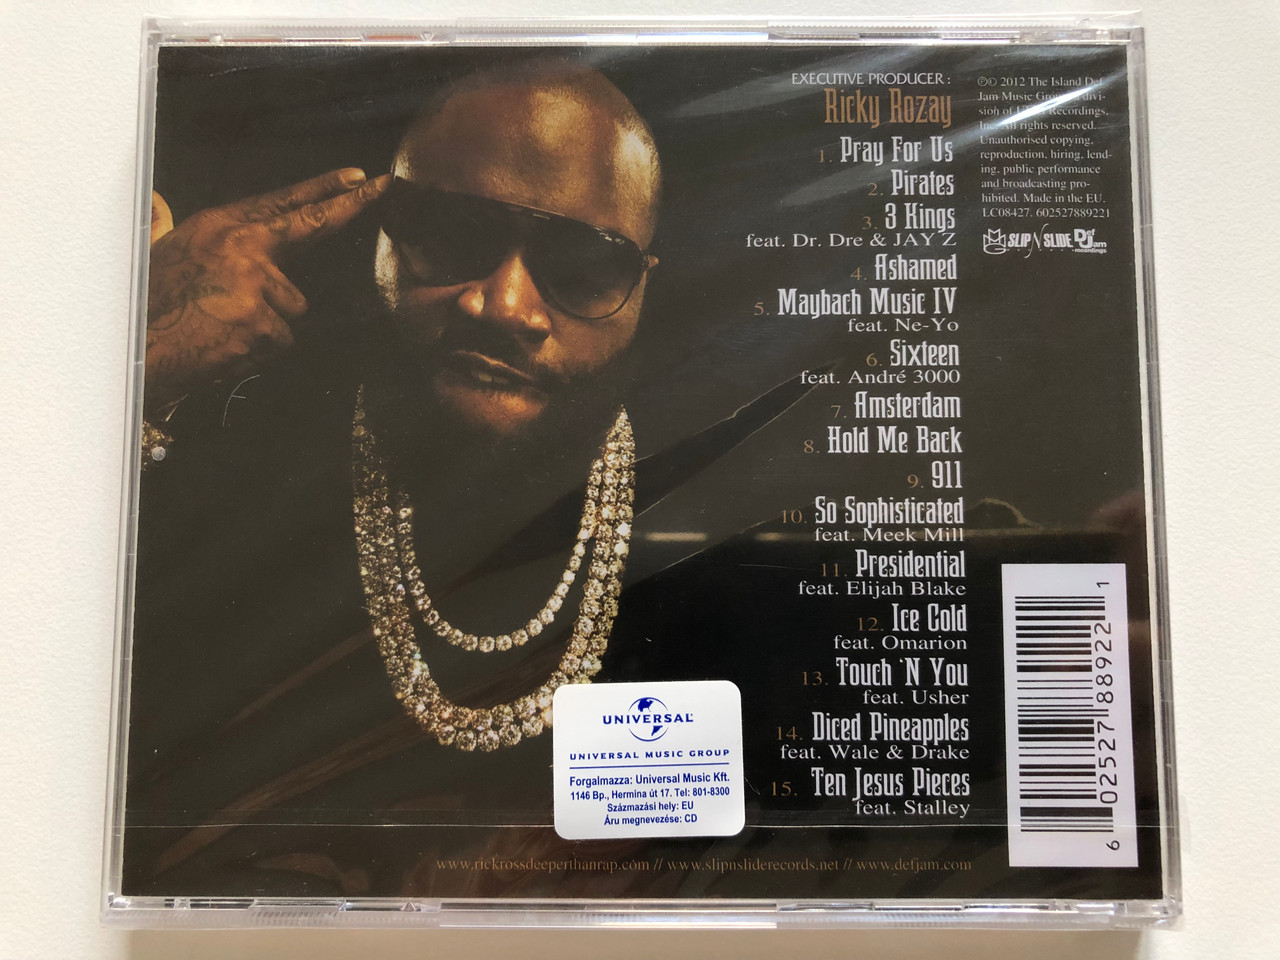 EXECUTIVE PRODUCER :
Ricky Rozay
1. Pray For Us
2. Pirates
3. 3 Kings
feat. Dr. Dre & JAY Z
4. Ashamed
5. Maybach Music IV
feat. Ne-Yo
6. Sixteen
feat. André 3000
7. Amsterdam
8. Hold Me Back
9. 911
10. So Sophisticated
feat. Meek Mill
11. Presidential
feat. Elijah Blake
12. Ice Cold
feat. Omarion
13. Touch 'N You
feat. Usher
14. Diced Pineapples
feat. Wale & Drake
15. Ten Jesus Pieces
feat. Stalley
℗© 2012 The Island Def
Jam Music Group, a divi-
sion of UMG Recordings,
Inc. All rights reserved.
Unauthorised copying,
reproduction, hiring, lend-
ing, public performance
and broadcasting pro-
hibited. Made in the EU.
LC08427. 602527889221
MMG SLIP N SLIDE Def Jam
recordings
UNIVERSAL
UNIVERSAL MUSIC GROUP
Forgalmazza: Universal Music Kft.
1146 Bp., Hermina út 17. Tel: 801-8300
Származási hely: EU
Áru megnevezése: CD
6 02527 88922 1
www.rickrossdeeperthanrap.com // www.slipnsliderecords.net // www.defjam.com